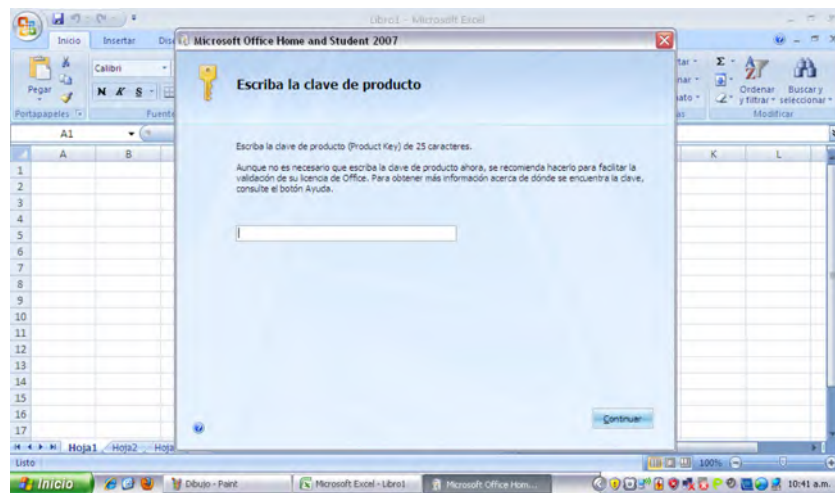 Libro1 - Microsoft Excel
Inicio Insertar
Microsoft Office Home and Student 2007
Pegar
Calibri
N K S
Σ
Ordenar y filtrar
Buscar y seleccionar
Portapapeles
Modificar
A1
A B K L
Escriba la clave de producto
Escriba la clave de producto (Product Key) de 25 caracteres.
Aunque no es necesario que escriba la clave de producto ahora, se recomienda hacerlo para facilitar la
validación de su licencia de Office. Para obtener más información acerca de dónde se encuentra la clave,
consulte el botón Ayuda.
1
2
3
4
5
6
7
8
9
10
11
12
13
14
15
16
17
Continuar
Hoja1 Hoja2 Hoja
Listo
100%
Inicio
Dibujo - Paint
Microsoft Excel - Libro1
Microsoft Office Hom...
10:41 a.m.